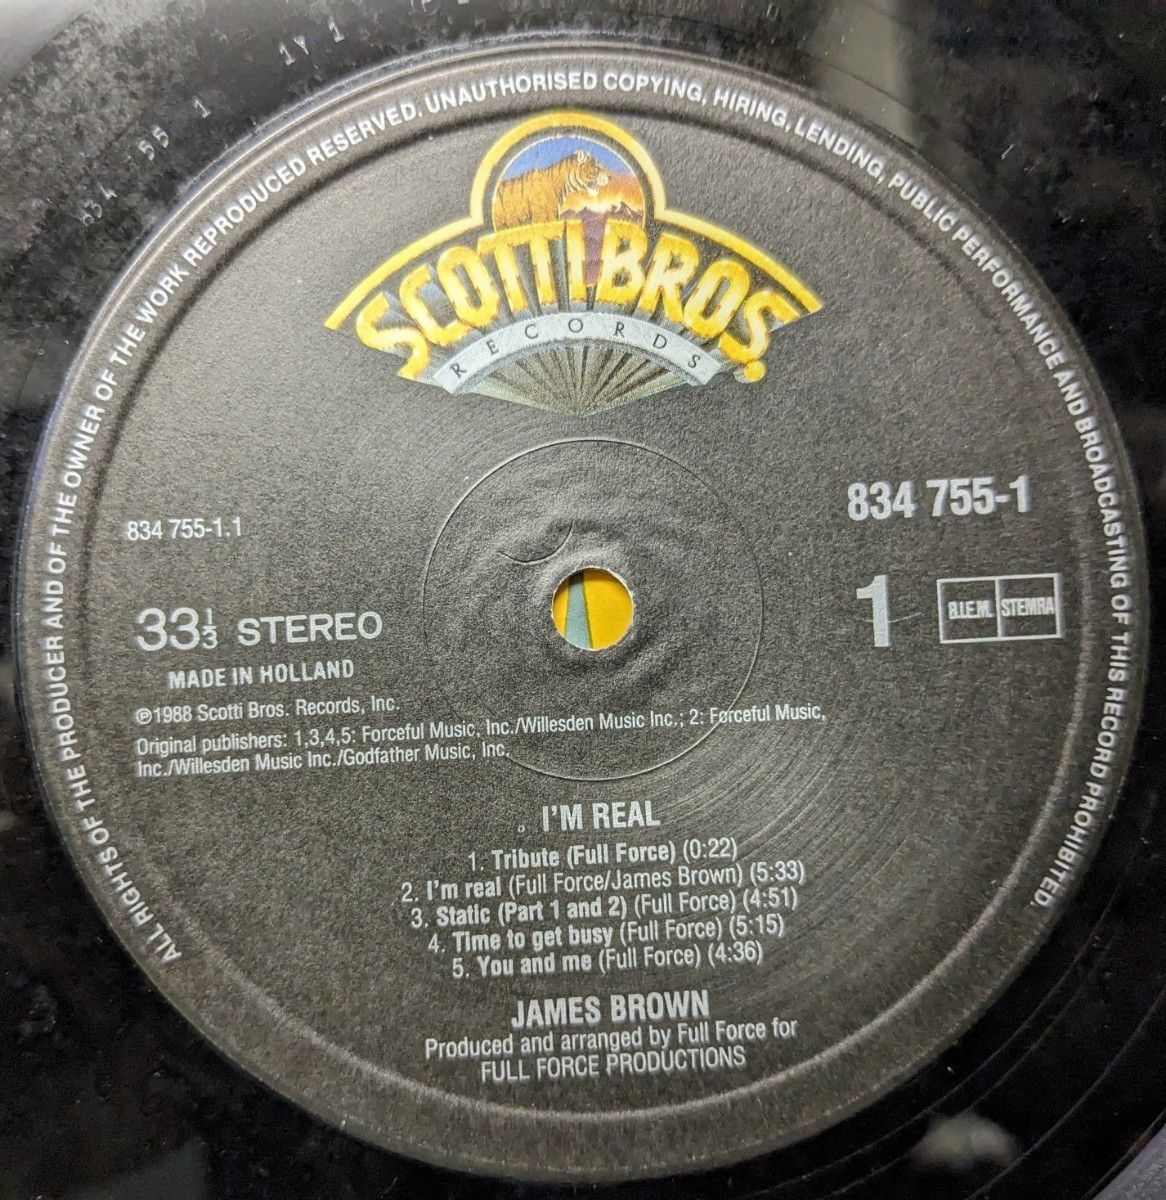 1Y 1
55 1
ALL RIGHTS OF THE PRODUCER AND OF THE OWNER OF THE WORK REPRODUCED RESERVED. UNAUTHORISED COPYING, HIRING, LENDING, PUBLIC PERFORMANCE AND BROADCASTING OF THIS RECORD PROHIBITED.
SCOTTI BROS.
RECORDS
834 755-1
834 755-1.1
1 B.I.E.M. STEMRA
33⅓ STEREO
MADE IN HOLLAND
℗1988 Scotti Bros. Records, Inc.
Original publishers: 1,3,4,5: Forceful Music, Inc./Willesden Music Inc.; 2: Forceful Music,
Inc./Willesden Music Inc./Godfather Music, Inc.
I'M REAL
1. Tribute (Full Force) (0:22)
2. I'm real (Full Force/James Brown) (5:33)
3. Static (Part 1 and 2) (Full Force) (4:51)
4. Time to get busy (Full Force) (5:15)
5. You and me (Full Force) (4:36)
JAMES BROWN
Produced and arranged by Full Force for
FULL FORCE PRODUCTIONS